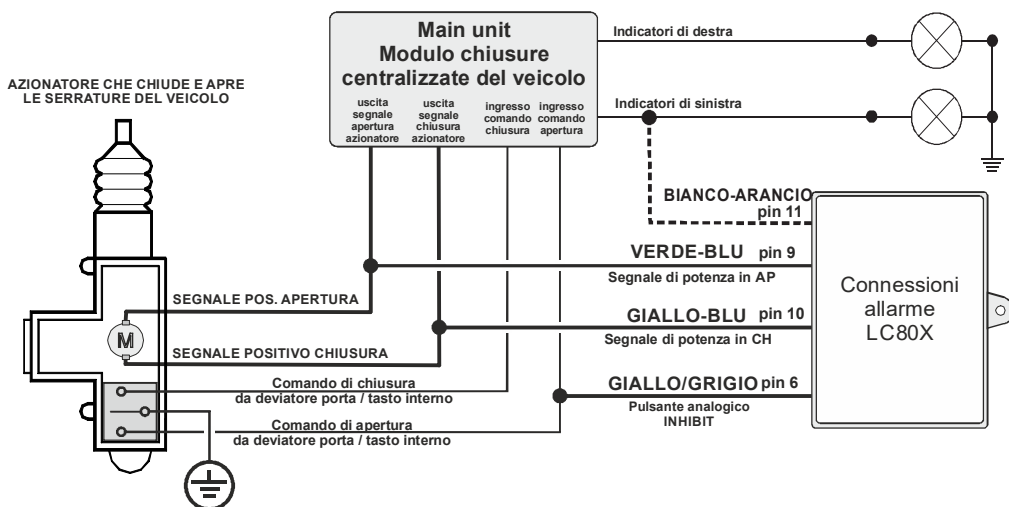 Main unit
Modulo chiusure
centralizzate del veicolo
uscita
segnale
apertura
azionatore
uscita
segnale
chiusura
azionatore
ingresso
comando
chiusura
ingresso
comando
apertura
Indicatori di destra
Indicatori di sinistra
AZIONATORE CHE CHIUDE E APRE
LE SERRATURE DEL VEICOLO
BIANCO-ARANCIO
pin 11
VERDE-BLU pin 9
Segnale di potenza in AP
GIALLO-BLU pin 10
Segnale di potenza in CH
GIALLO/GRIGIO pin 6
Pulsante analogico
INHIBIT
Connessioni
allarme
LC80X
SEGNALE POS. APERTURA
M
SEGNALE POSITIVO CHIUSURA
Comando di chiusura
da deviatore porta / tasto interno
Comando di apertura
da deviatore porta / tasto interno